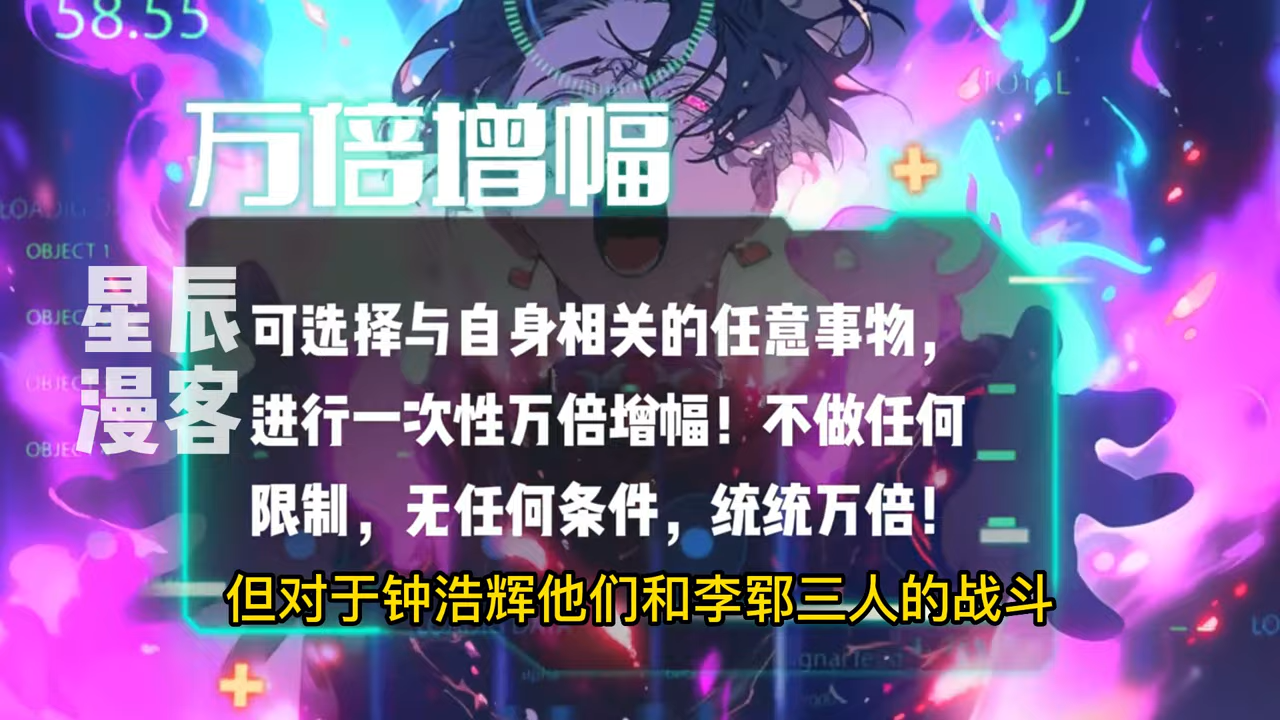 58.55
TOTAL
万倍增幅
OBJECT 1
星辰
漫客
可选择与自身相关的任意事物，
进行一次性万倍增幅！不做任何
限制，无任何条件，统统万倍！
但对于钟浩辉他们和李郓三人的战斗